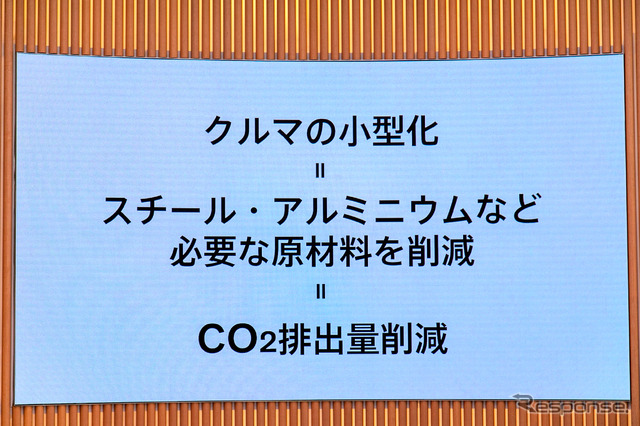 クルマの小型化
=
スチール・アルミニウムなど
必要な原材料を削減
=
CO2排出量削減
Response.